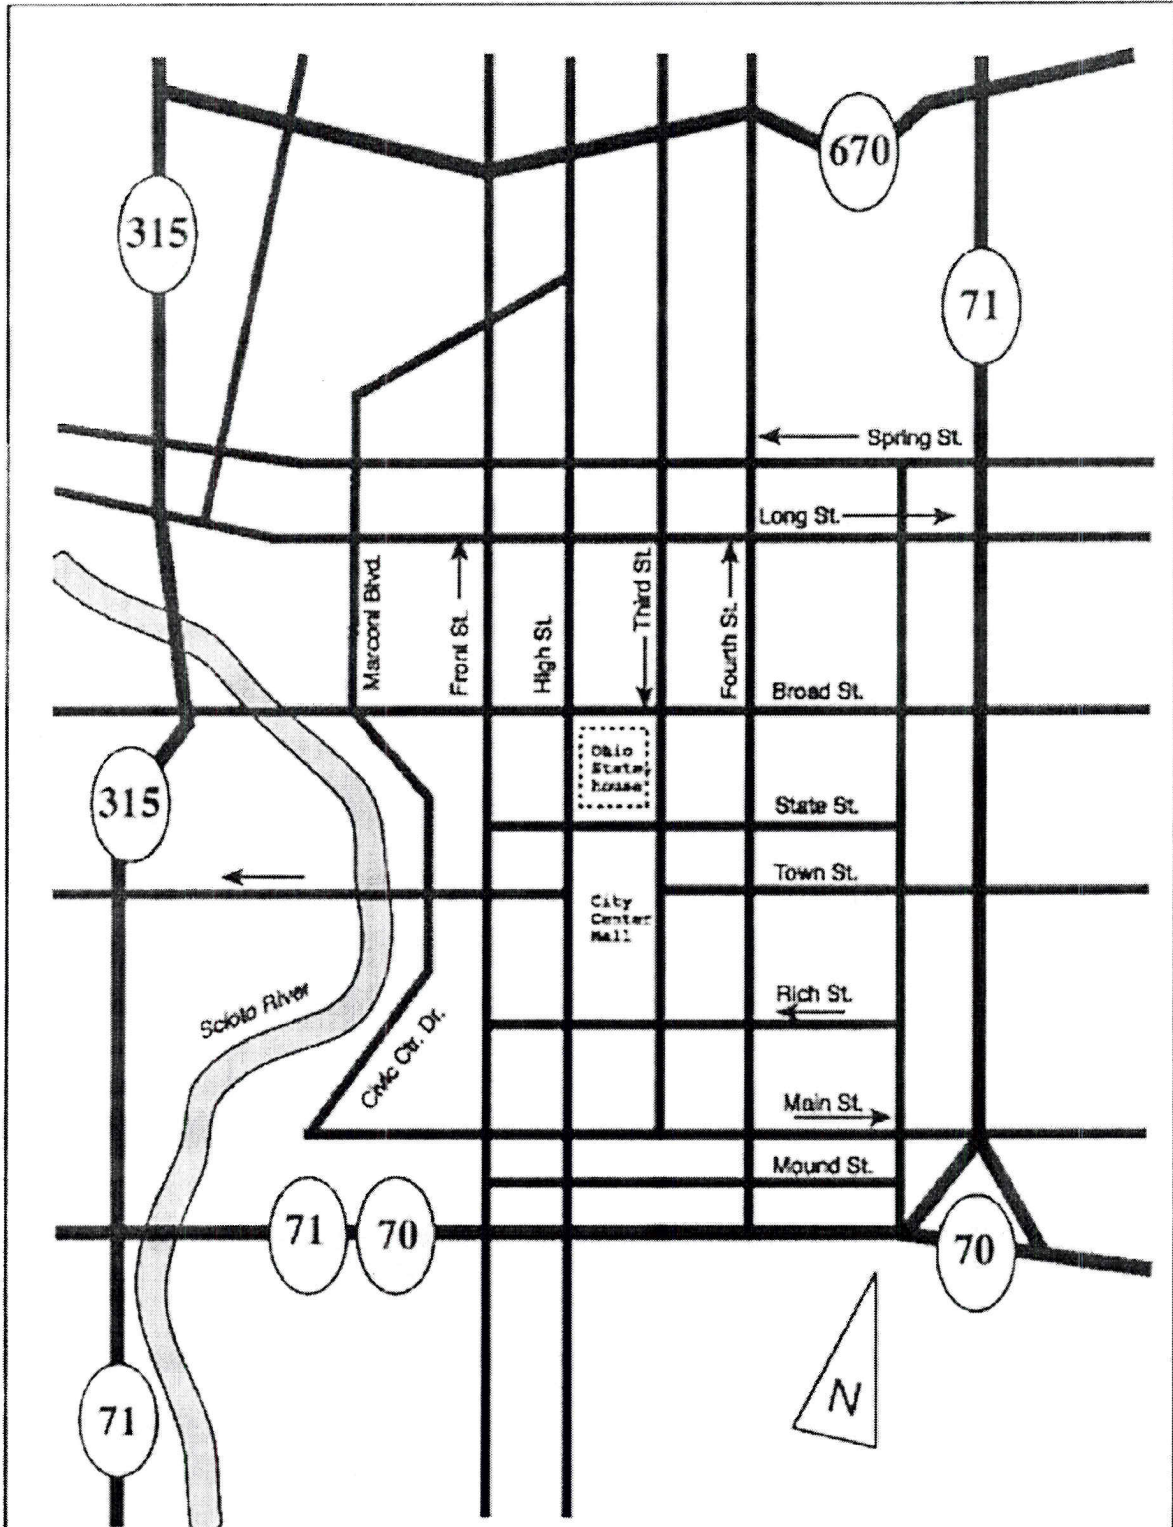 670
315
71
Spring St.
Long St.
Marconi Blvd.
Front St.
High St.
Third St.
Fourth St.
Broad St.
Ohio
State
house
315
State St.
Town St.
City
Center
Mall
Rich St.
Scioto River
Civic Ctr. Dr.
Main St.
Mound St.
71
70
70
N
71